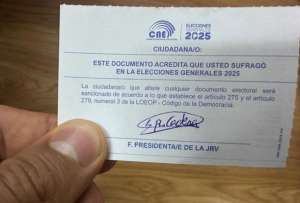 CNE
ELECCIONES
2025
CIUDADANA/O:
ESTE DOCUMENTO ACREDITA QUE USTED SUFRAGÓ
EN LA ELECCIONES GENERALES 2025
La ciudadana/o que altere cualquier documento electoral será
sancionado de acuerdo a lo que establece el artículo 275 y el artículo
279, numeral 3 de la LOEOP - Código de la Democracia.
F. PRESIDENTA/E DE LA JRV